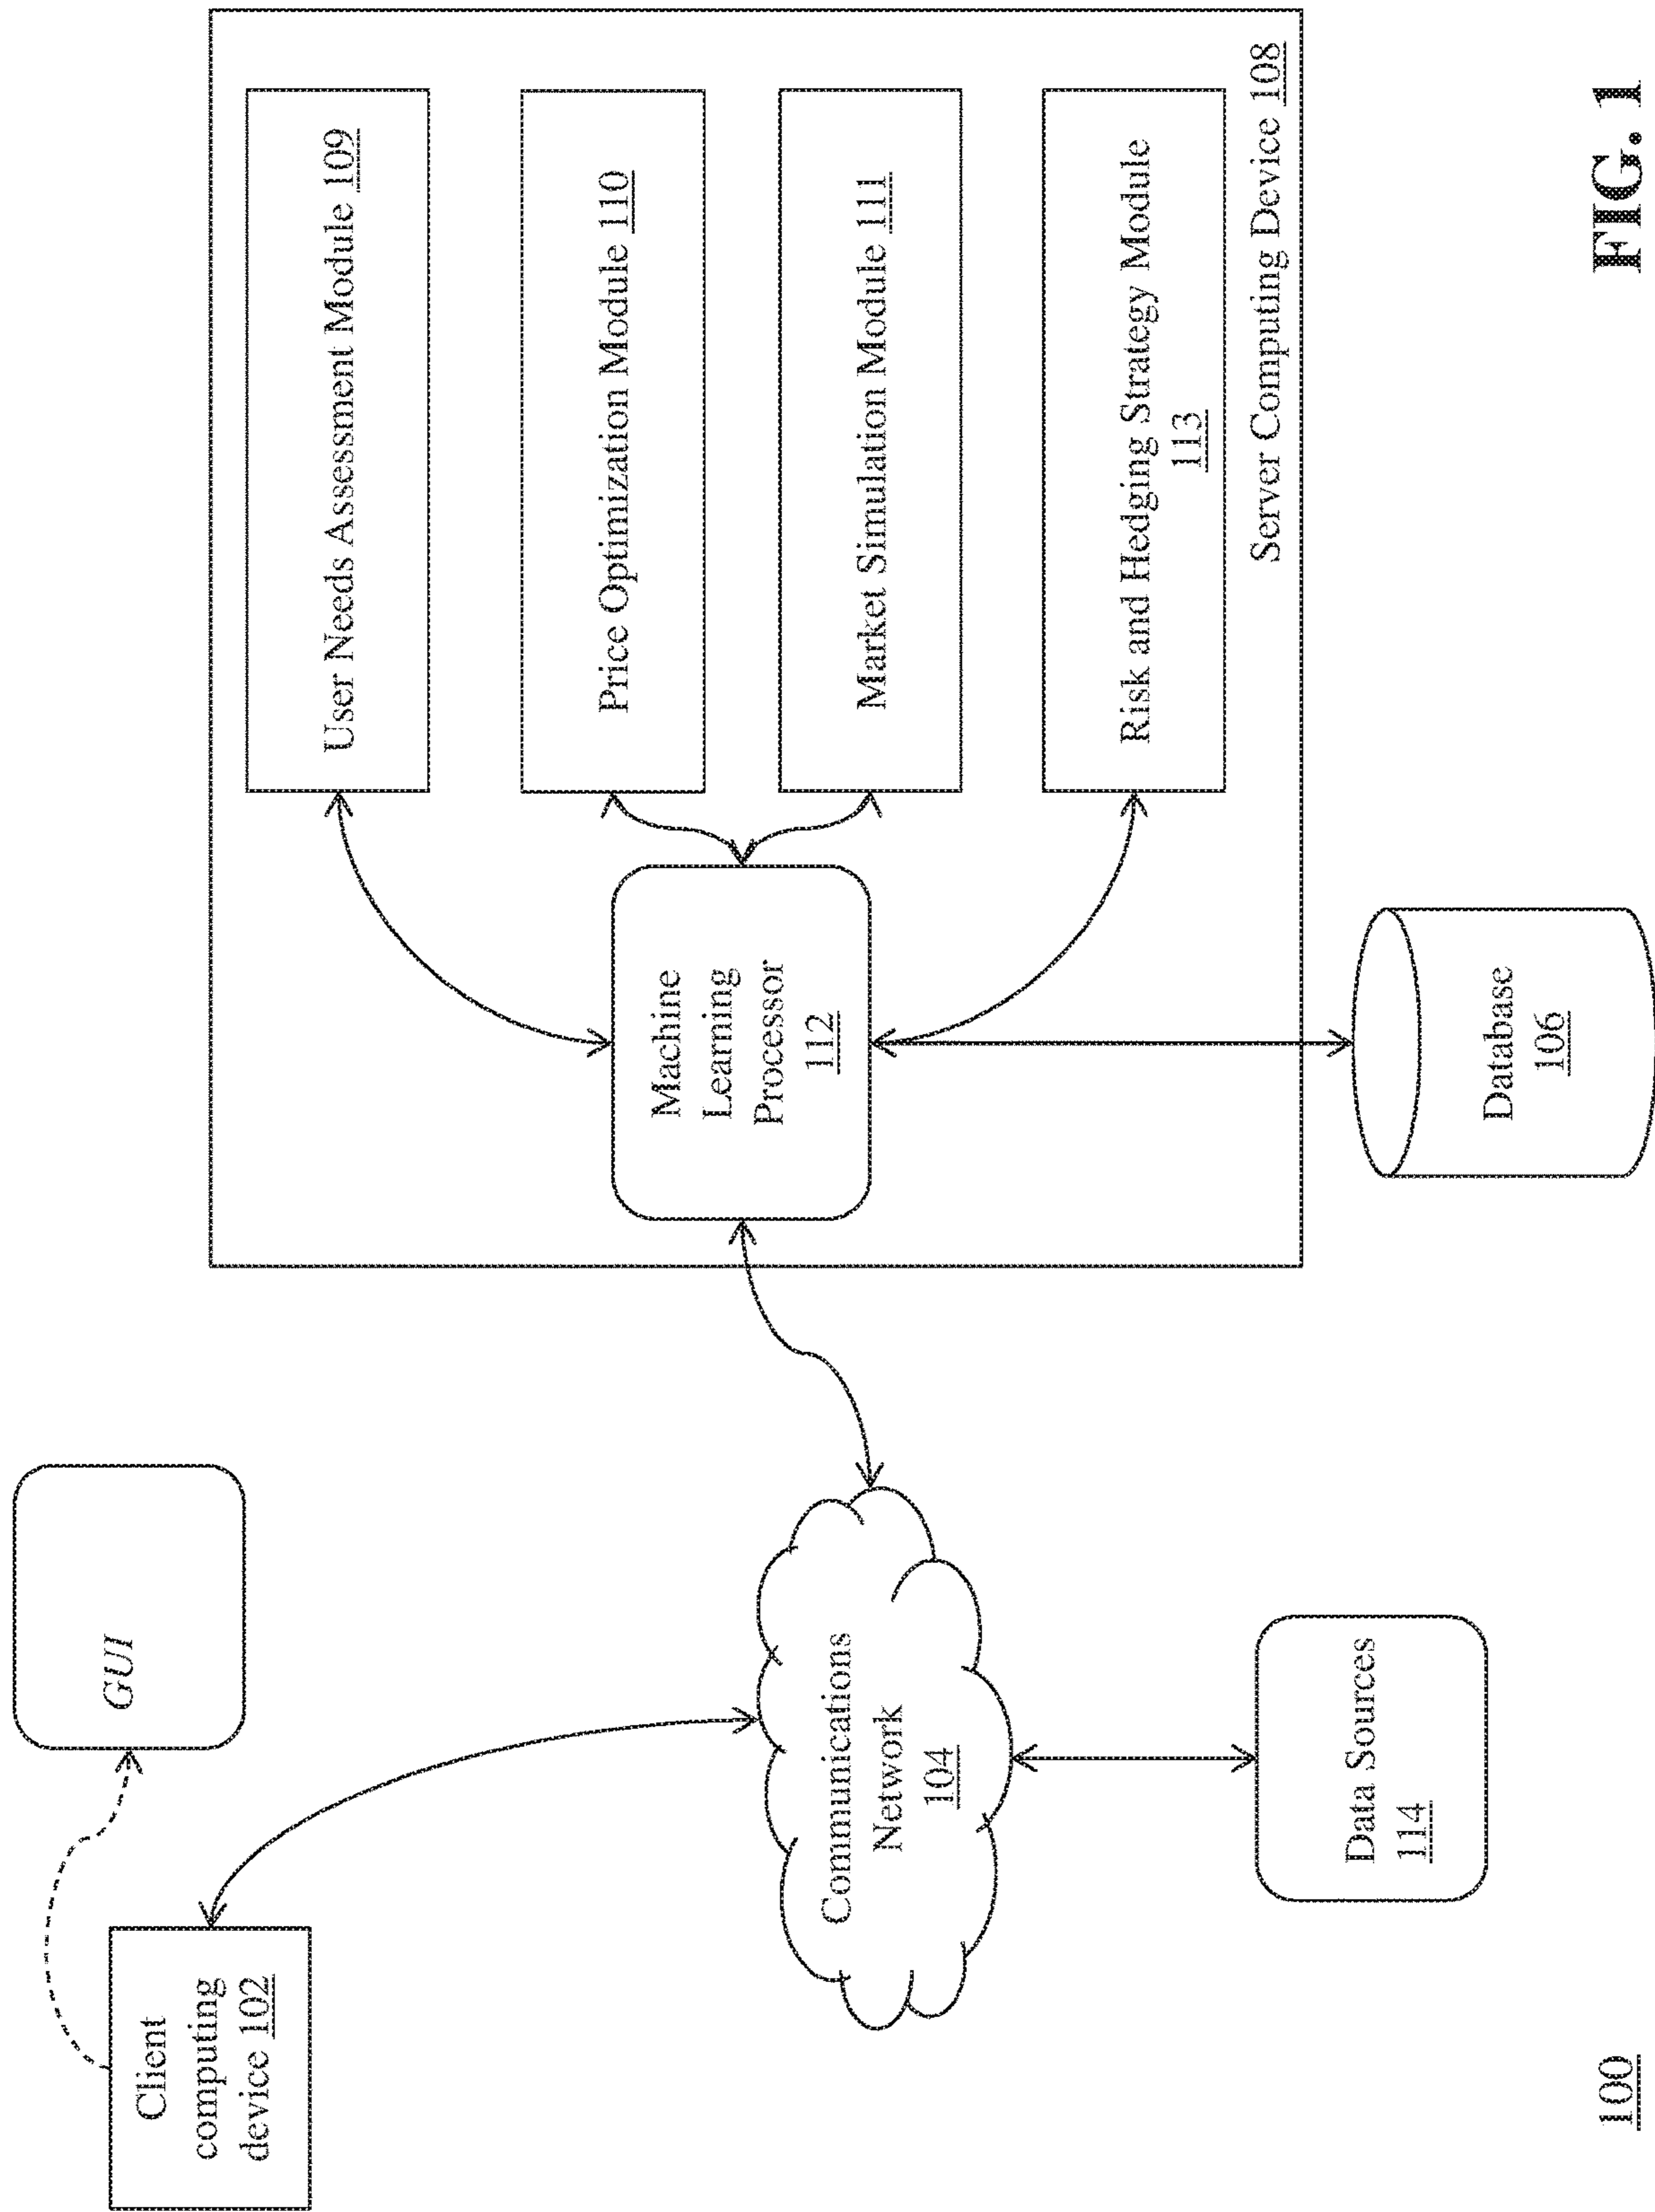 Client
computing
device 102
GUI
Communications
Network
104
Data Sources
114
Machine
Learning
Processor
112
User Needs Assessment Module 109
Price Optimization Module 110
Market Simulation Module 111
Risk and Hedging Strategy Module
113
Server Computing Device 108
Database
106
100
FIG. 1